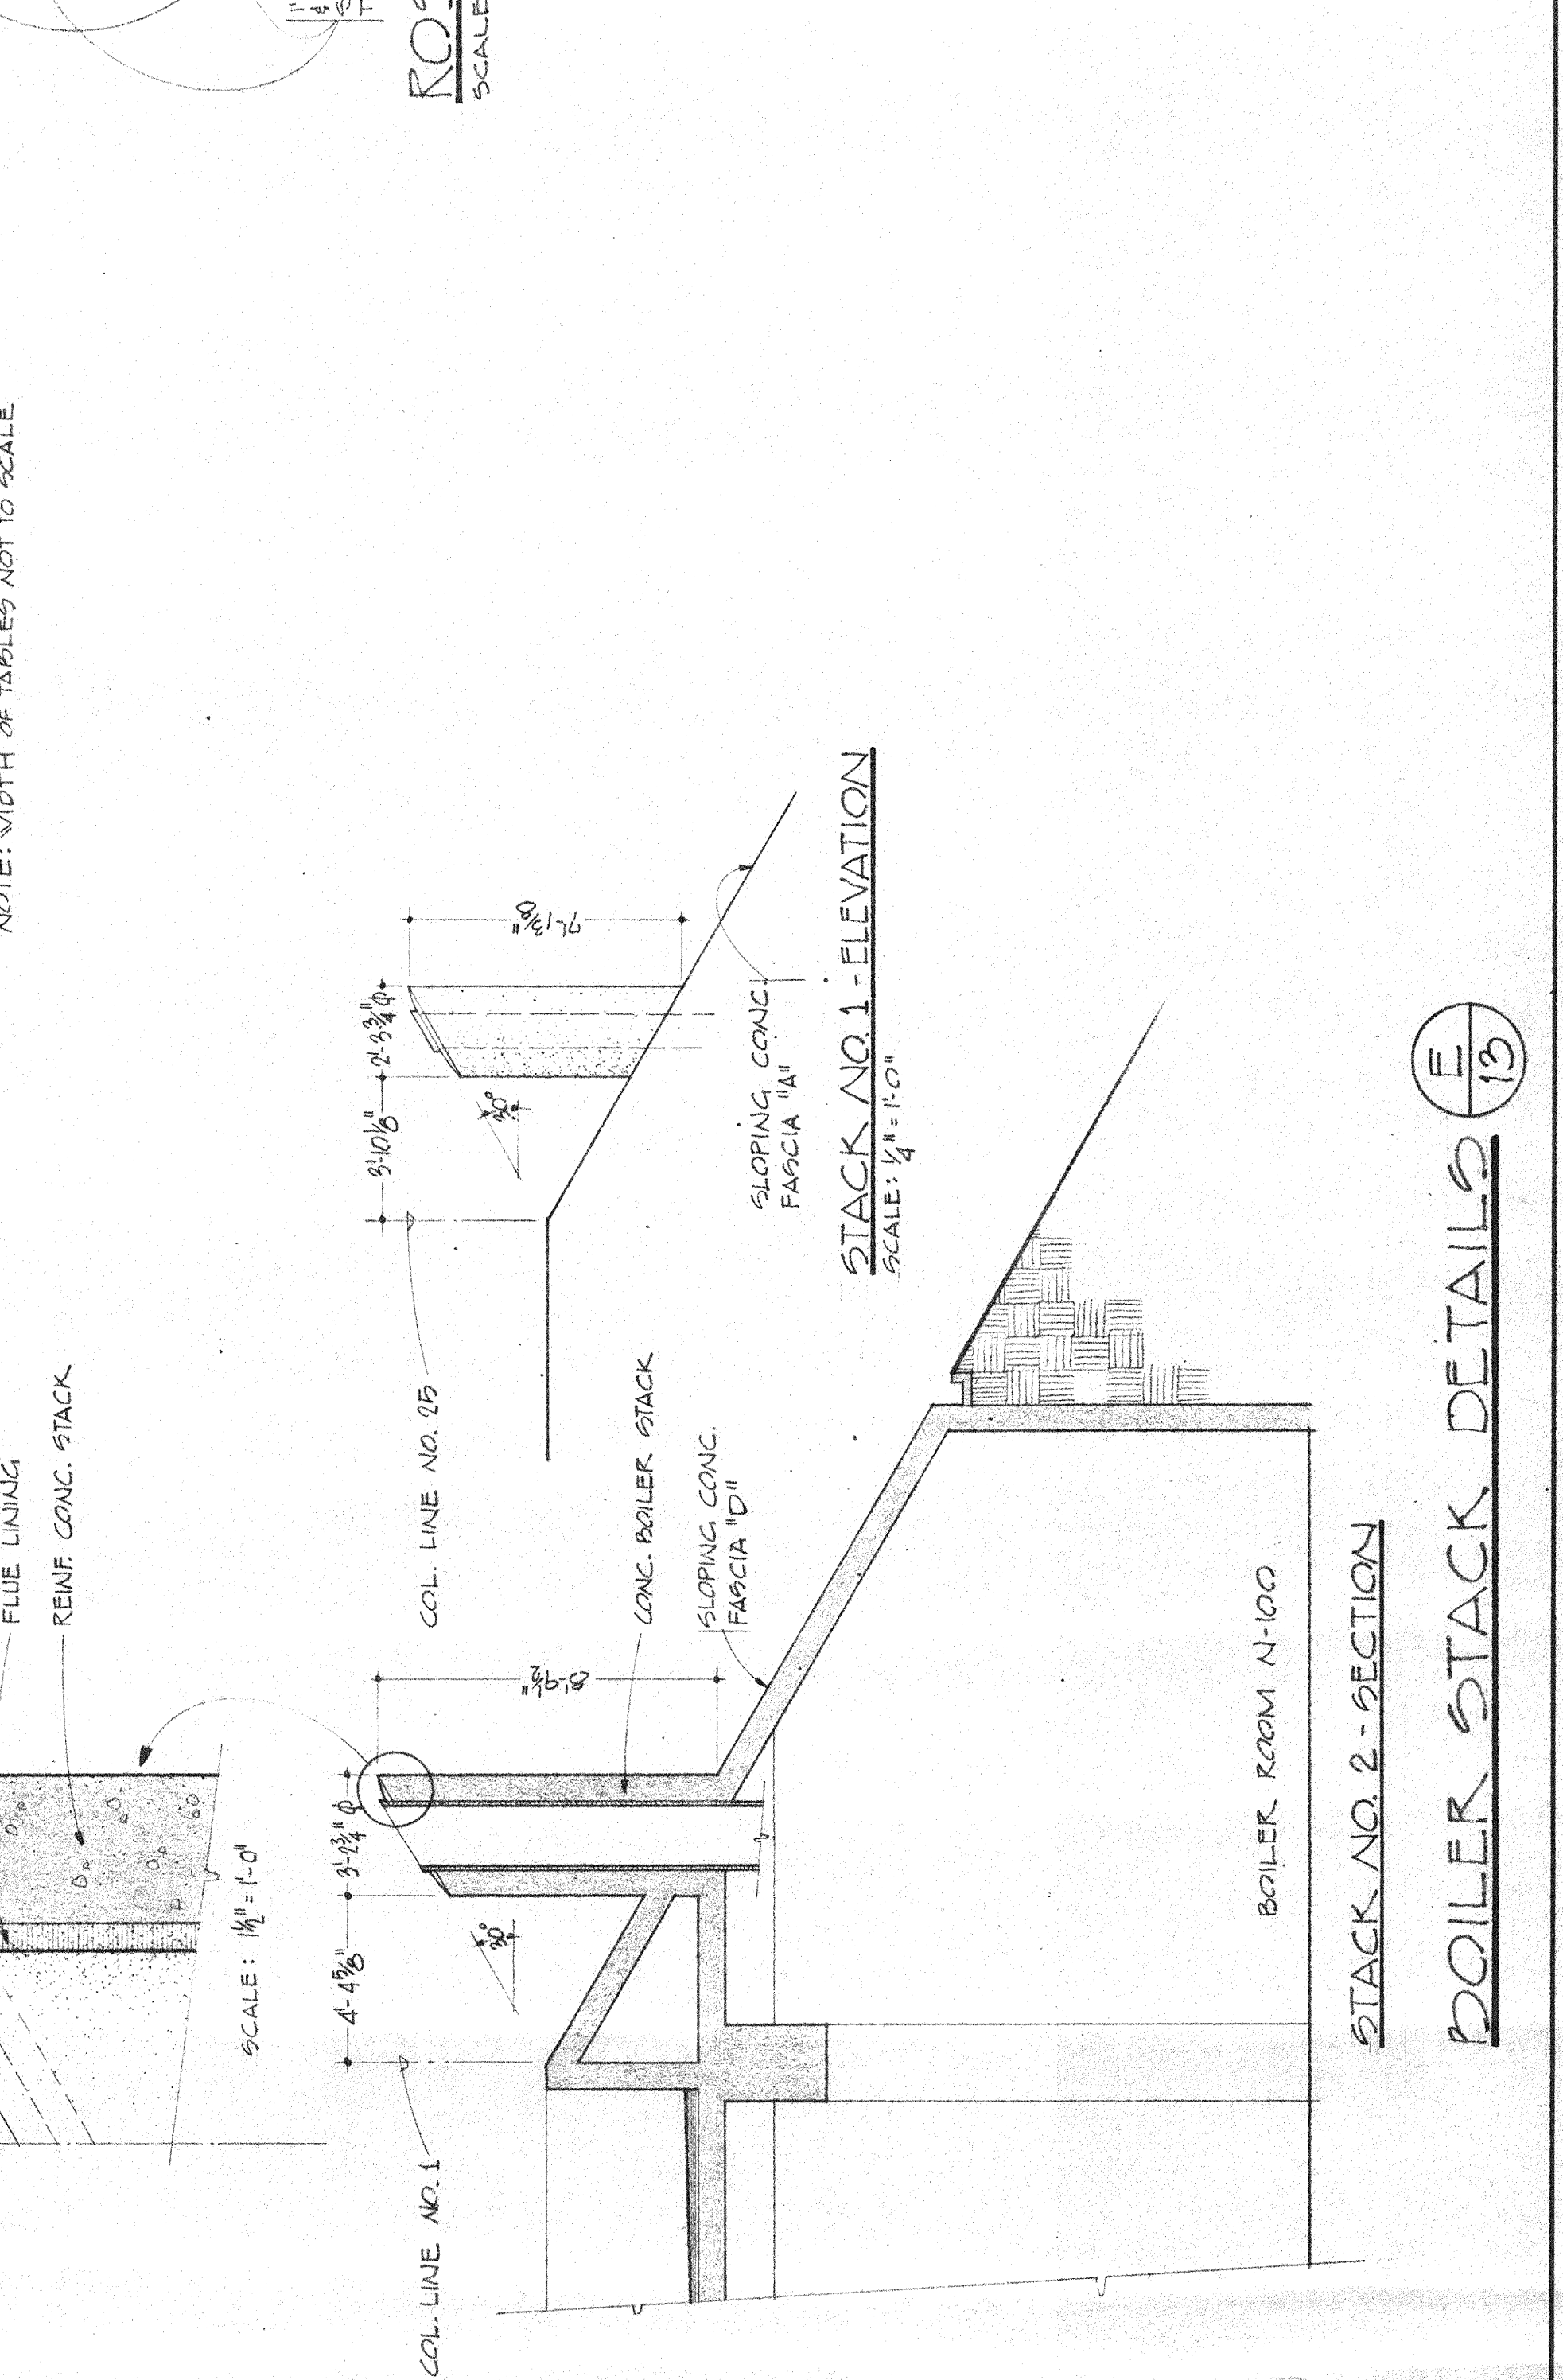 NOTE: WIDTH OF TABLES NOT TO SCALE
SCALE
FLUE LINING
REINF. CONC. STACK
SCALE: 1½" = 1'-0"
3'-10⅛"
2'-3¾"φ
7'-1⅜"
30°
COL. LINE NO. 25
SLOPING CONC.
FASCIA "A"
STACK NO. 1 - ELEVATION
SCALE: ¼" = 1'-0"
4'-4⅝"
3'-2¾"φ
8'-9½"
30°
COL. LINE NO. 1
CONC. BOILER STACK
SLOPING CONC.
FASCIA "D"
BOILER ROOM N-100
STACK NO. 2 - SECTION
BOILER STACK DETAILS
E
13